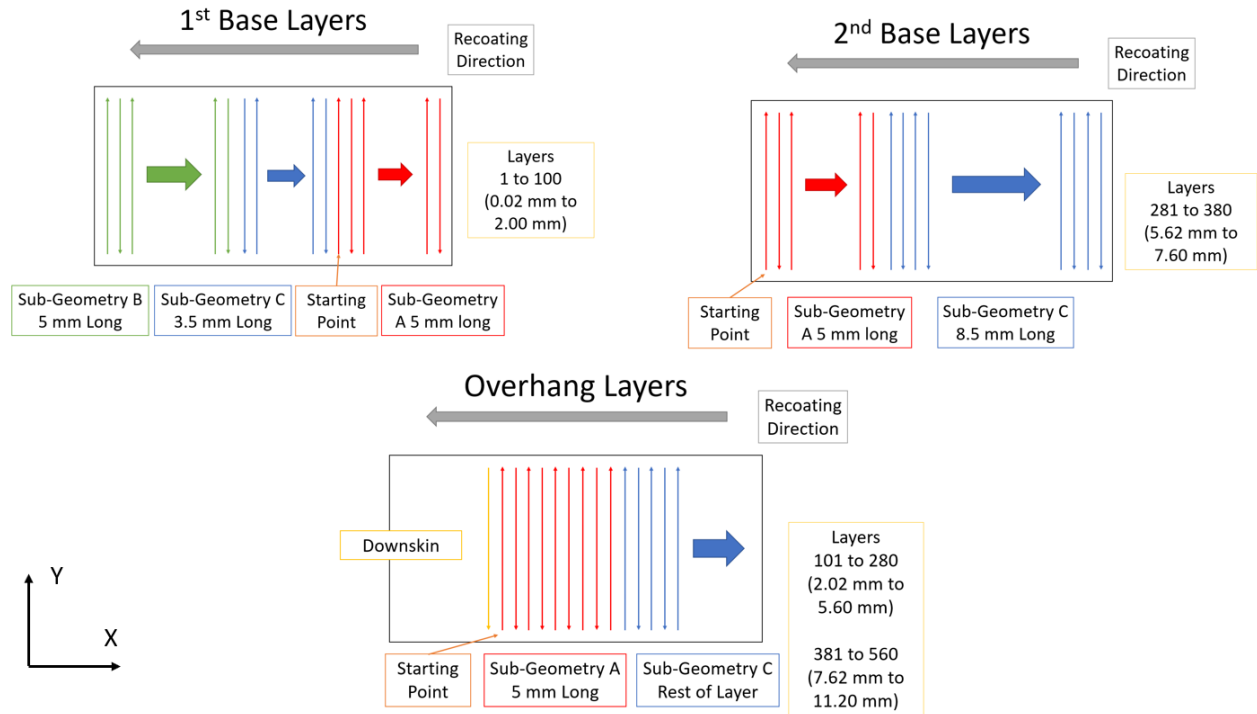 1st Base Layers
Recoating
Direction
Layers
1 to 100
(0.02 mm to
2.00 mm)
Sub-Geometry B
5 mm Long
Sub-Geometry C
3.5 mm Long
Starting
Point
Sub-Geometry
A 5 mm long
2nd Base Layers
Recoating
Direction
Layers
281 to 380
(5.62 mm to
7.60 mm)
Starting
Point
Sub-Geometry
A 5 mm long
Sub-Geometry C
8.5 mm Long
Overhang Layers
Recoating
Direction
Downskin
Layers
101 to 280
(2.02 mm to
5.60 mm)
381 to 560
(7.62 mm to
11.20 mm)
Starting
Point
Sub-Geometry A
5 mm Long
Sub-Geometry C
Rest of Layer
Y
X